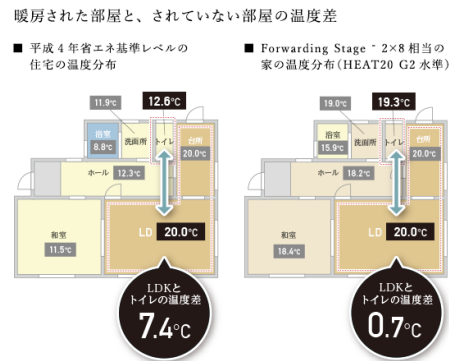 暖房された部屋と、されていない部屋の温度差
■ 平成4年省エネ基準レベルの
住宅の温度分布
11.9℃
12.6℃
浴室
8.8℃
洗面所
トイレ
台所
20.0℃
ホール
12.3℃
和室
11.5℃
LD
20.0℃
LDKと
トイレの温度差
7.4℃
■ Forwarding Stage ~ 2×8相当の
家の温度分布(HEAT20 G2水準)
19.0℃
19.3℃
浴室
15.9℃
洗面所
トイレ
台所
20.0℃
ホール
18.2℃
和室
18.4℃
LD
20.0℃
LDKと
トイレの温度差
0.7℃